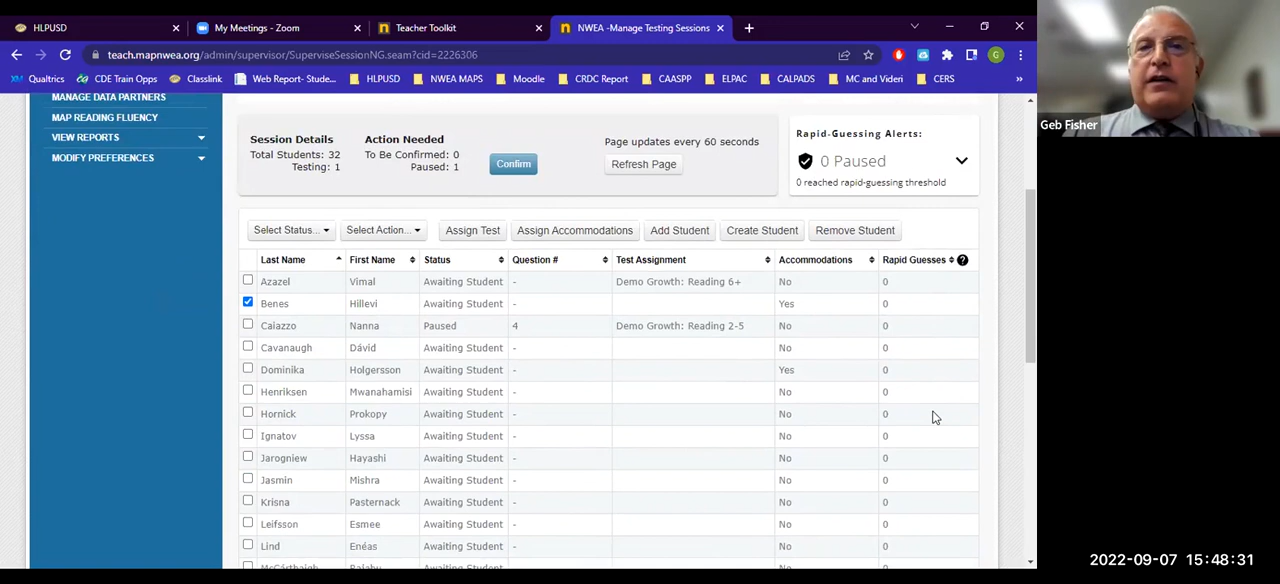 HLPUSD
My Meetings - Zoom
Teacher Toolkit
NWEA -Manage Testing Sessions
teach.mapnwea.org/admin/supervisor/SuperviseSessionNG.seam?cid=2226306
G
Qualtrics
CDE Train Opps
Classlink
Web Report- Stude...
HLPUSD
NWEA MAPS
Moodle
CRDC Report
CAASPP
ELPAC
CALPADS
MC and Videri
CERS
»
Geb Fisher
MANAGE DATA PARTNERS
MAP READING FLUENCY
VIEW REPORTS
MODIFY PREFERENCES
Session Details
Total Students: 32
Testing: 1
Action Needed
To Be Confirmed: 0
Paused: 1
Confirm
Page updates every 60 seconds
Refresh Page
Rapid-Guessing Alerts:
0 Paused
0 reached rapid-guessing threshold
Select Status... Select Action... Assign Test Assign Accommodations Add Student Create Student Remove Student
Last Name First Name Status Question # Test Assignment Accommodations Rapid Guesses ?
Azazel Vimal Awaiting Student - Demo Growth: Reading 6+ No 0
Benes Hillevi Awaiting Student - Yes 0
Caiazzo Nanna Paused 4 Demo Growth: Reading 2-5 No 0
Cavanaugh Dávid Awaiting Student - No 0
Dominika Holgersson Awaiting Student - Yes 0
Henriksen Mwanahamisi Awaiting Student - No 0
Hornick Prokopy Awaiting Student - No 0
Ignatov Lyssa Awaiting Student - No 0
Jarogniew Hayashi Awaiting Student - No 0
Jasmin Mishra Awaiting Student - No 0
Krisna Pasternack Awaiting Student - No 0
Leifsson Esmee Awaiting Student - No 0
Lind Enéas Awaiting Student - No 0
2022-09-07 15:48:31